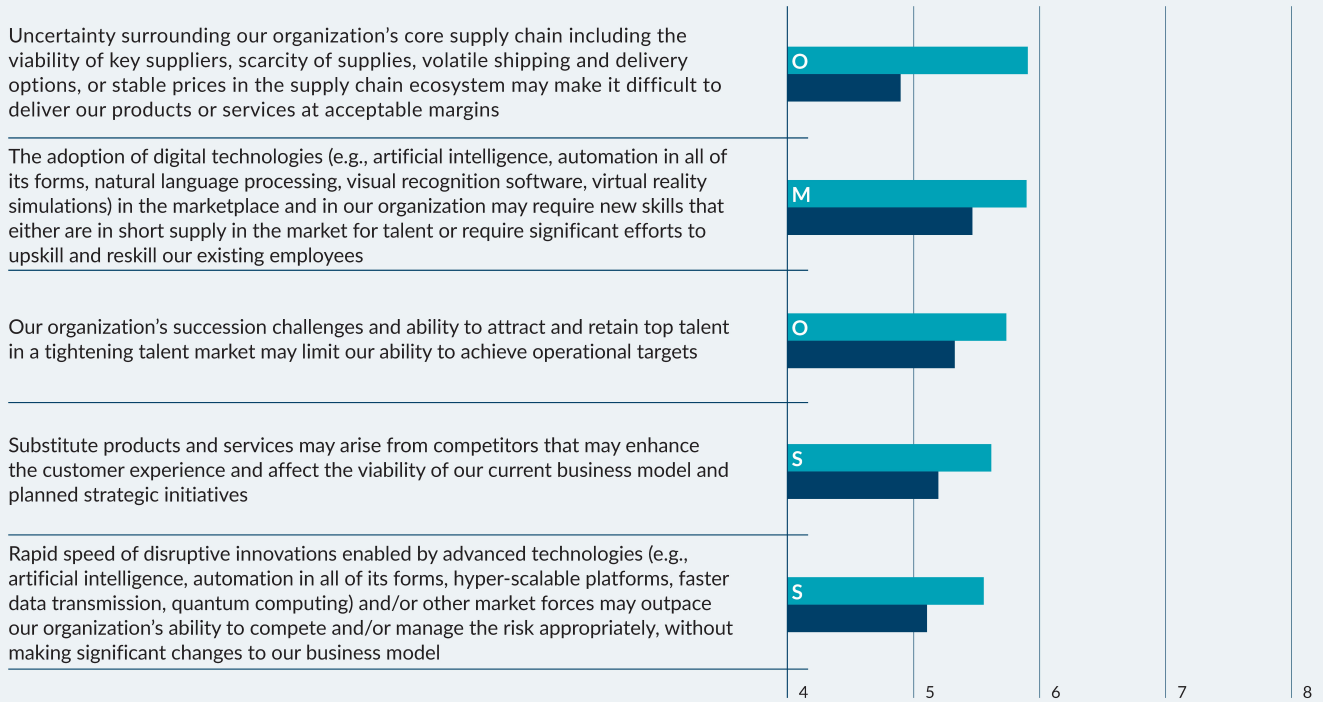 Uncertainty surrounding our organization’s core supply chain including the
viability of key suppliers, scarcity of supplies, volatile shipping and delivery
options, or stable prices in the supply chain ecosystem may make it difficult to
deliver our products or services at acceptable margins
O
The adoption of digital technologies (e.g., artificial intelligence, automation in all of
its forms, natural language processing, visual recognition software, virtual reality
simulations) in the marketplace and in our organization may require new skills that
either are in short supply in the market for talent or require significant efforts to
upskill and reskill our existing employees
M
Our organization’s succession challenges and ability to attract and retain top talent
in a tightening talent market may limit our ability to achieve operational targets
O
Substitute products and services may arise from competitors that may enhance
the customer experience and affect the viability of our current business model and
planned strategic initiatives
S
Rapid speed of disruptive innovations enabled by advanced technologies (e.g.,
artificial intelligence, automation in all of its forms, hyper-scalable platforms, faster
data transmission, quantum computing) and/or other market forces may outpace
our organization’s ability to compete and/or manage the risk appropriately, without
making significant changes to our business model
S
4 5 6 7 8